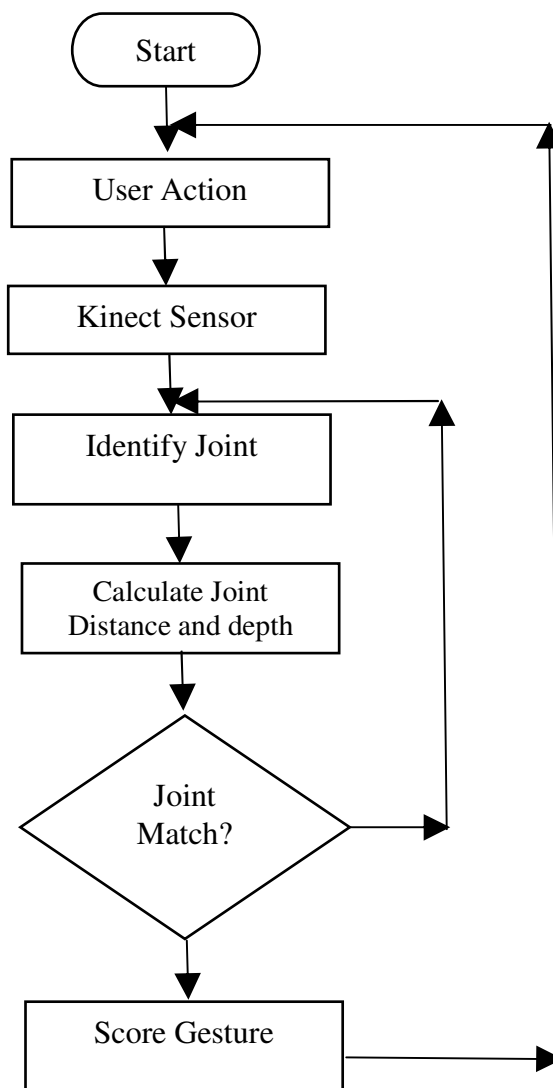 Start
User Action
Kinect Sensor
Identify Joint
Calculate Joint
Distance and depth
Joint
Match?
Score Gesture